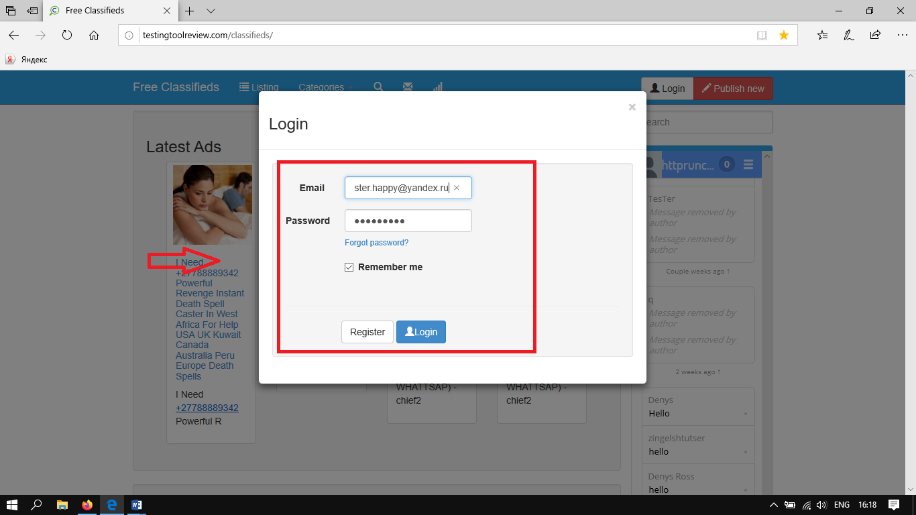 Free Classifieds
testingtoolreview.com/classifieds/
Яндекс
Free Classifieds
Listing
Categories
Login
Publish new
earch
Latest Ads
I Need
+27788889342
Powerful
Revenge Instant
Death Spell
Caster In West
Africa For Help
USA UK Kuwait
Canada
Australia Peru
Europe Death
Spells
I Need
+27788889342
Powerful R
Login
Email
ster.happy@yandex.ru
Password
Forgot password?
Remember me
Register
Login
WHATTSAP) -
chief2
WHATTSAP) -
chief2
httprunc...
0
TesTer
Message removed by
author
Message removed by
author
Couple weeks ago ↑
q
Message removed by
author
Message removed by
author
2 weeks ago ↑
Denys
Hello
zingelshtutser
hello
Denys Ross
hello
ENG
16:18